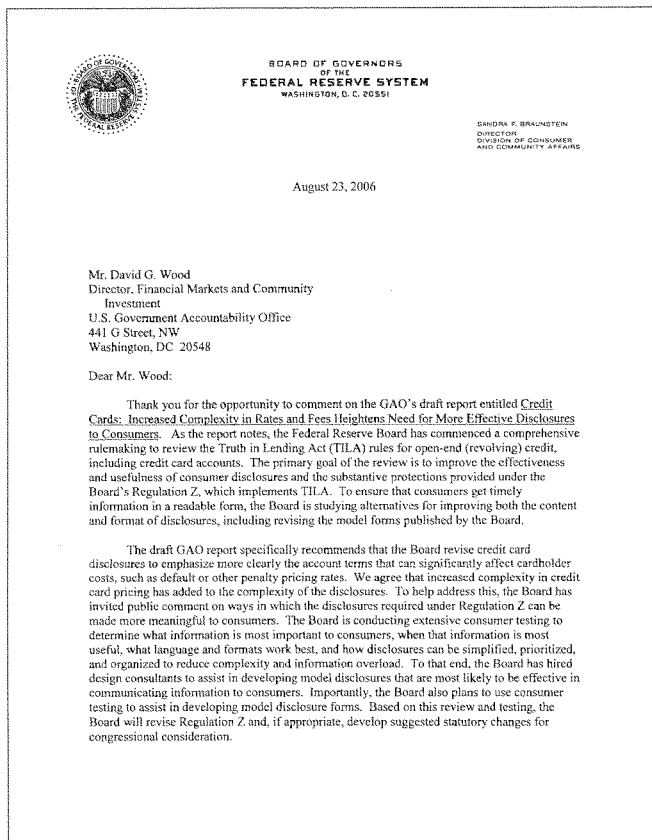 BOARD OF GOVERNORS
OF THE
FEDERAL RESERVE SYSTEM
WASHINGTON, D. C. 20551
SANDRA F. BRAUNSTEIN
DIRECTOR
DIVISION OF CONSUMER
AND COMMUNITY AFFAIRS
August 23, 2006
Mr. David G. Wood
Director, Financial Markets and Community
Investment
U.S. Government Accountability Office
441 G Street, NW
Washington, DC 20548
Dear Mr. Wood:
Thank you for the opportunity to comment on the GAO's draft report entitled Credit
Cards: Increased Complexity in Rates and Fees Heightens Need for More Effective Disclosures
to Consumers. As the report notes, the Federal Reserve Board has commenced a comprehensive
rulemaking to review the Truth in Lending Act (TILA) rules for open-end (revolving) credit,
including credit card accounts. The primary goal of the review is to improve the effectiveness
and usefulness of consumer disclosures and the substantive protections provided under the
Board's Regulation Z, which implements TILA. To ensure that consumers get timely
information in a readable form, the Board is studying alternatives for improving both the content
and format of disclosures, including revising the model forms published by the Board.
The draft GAO report specifically recommends that the Board revise credit card
disclosures to emphasize more clearly the account terms that can significantly affect cardholder
costs, such as default or other penalty pricing rates. We agree that increased complexity in credit
card pricing has added to the complexity of the disclosures. To help address this, the Board has
invited public comment on ways in which the disclosures required under Regulation Z can be
made more meaningful to consumers. The Board is conducting extensive consumer testing to
determine what information is most important to consumers, when that information is most
useful, what language and formats work best, and how disclosures can be simplified, prioritized,
and organized to reduce complexity and information overload. To that end, the Board has hired
design consultants to assist in developing model disclosures that are most likely to be effective in
communicating information to consumers. Importantly, the Board also plans to use consumer
testing to assist in developing model disclosure forms. Based on this review and testing, the
Board will revise Regulation Z and, if appropriate, develop suggested statutory changes for
congressional consideration.